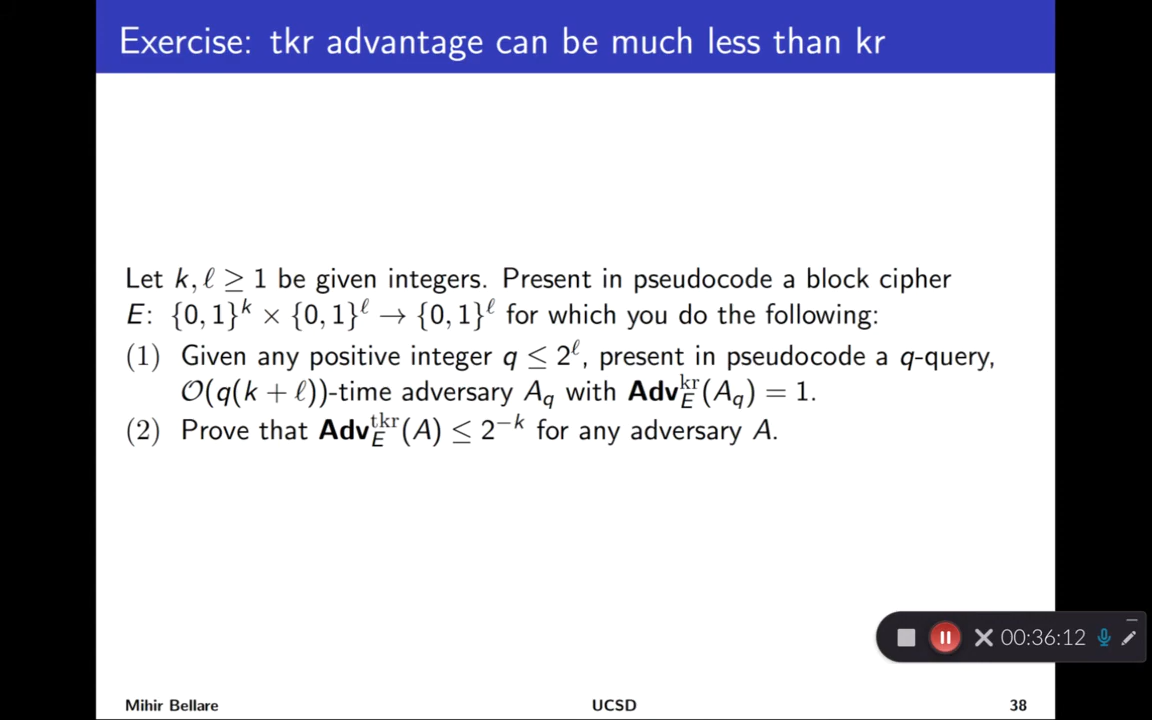 Exercise: tkr advantage can be much less than kr
Let k, ℓ ≥ 1 be given integers. Present in pseudocode a block cipher
E: {0, 1}^k × {0, 1}^ℓ → {0, 1}^ℓ for which you do the following:
(1) Given any positive integer q ≤ 2^ℓ, present in pseudocode a q-query,
𝒪(q(k + ℓ))-time adversary A_q with Adv_E^kr(A_q) = 1.
(2) Prove that Adv_E^tkr(A) ≤ 2^−k for any adversary A.
00:36:12
Mihir Bellare UCSD 38